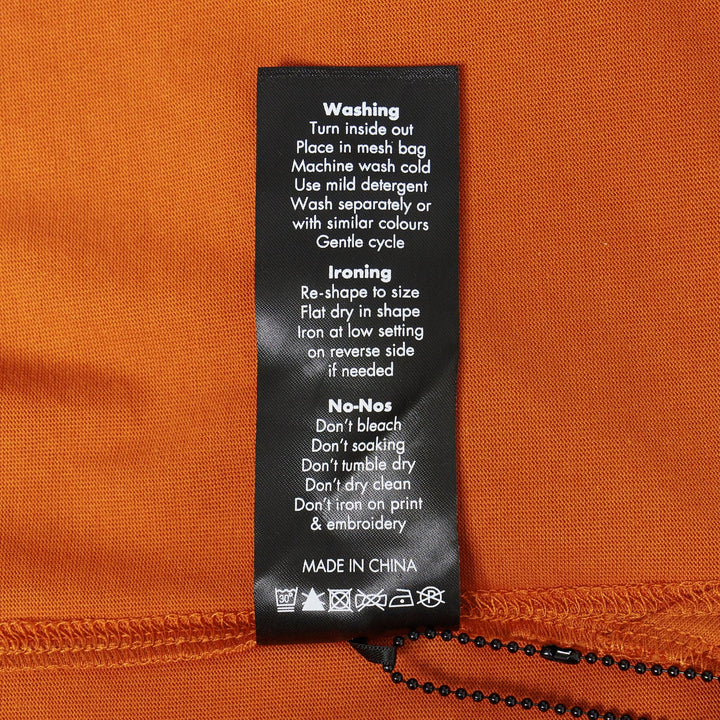 Washing
Turn inside out
Place in mesh bag
Machine wash cold
Use mild detergent
Wash separately or
with similar colours
Gentle cycle
Ironing
Re-shape to size
Flat dry in shape
Iron at low setting
on reverse side
if needed
No-Nos
Don't bleach
Don't soaking
Don't tumble dry
Don't dry clean
Don't iron on print
& embroidery
MADE IN CHINA
30° R